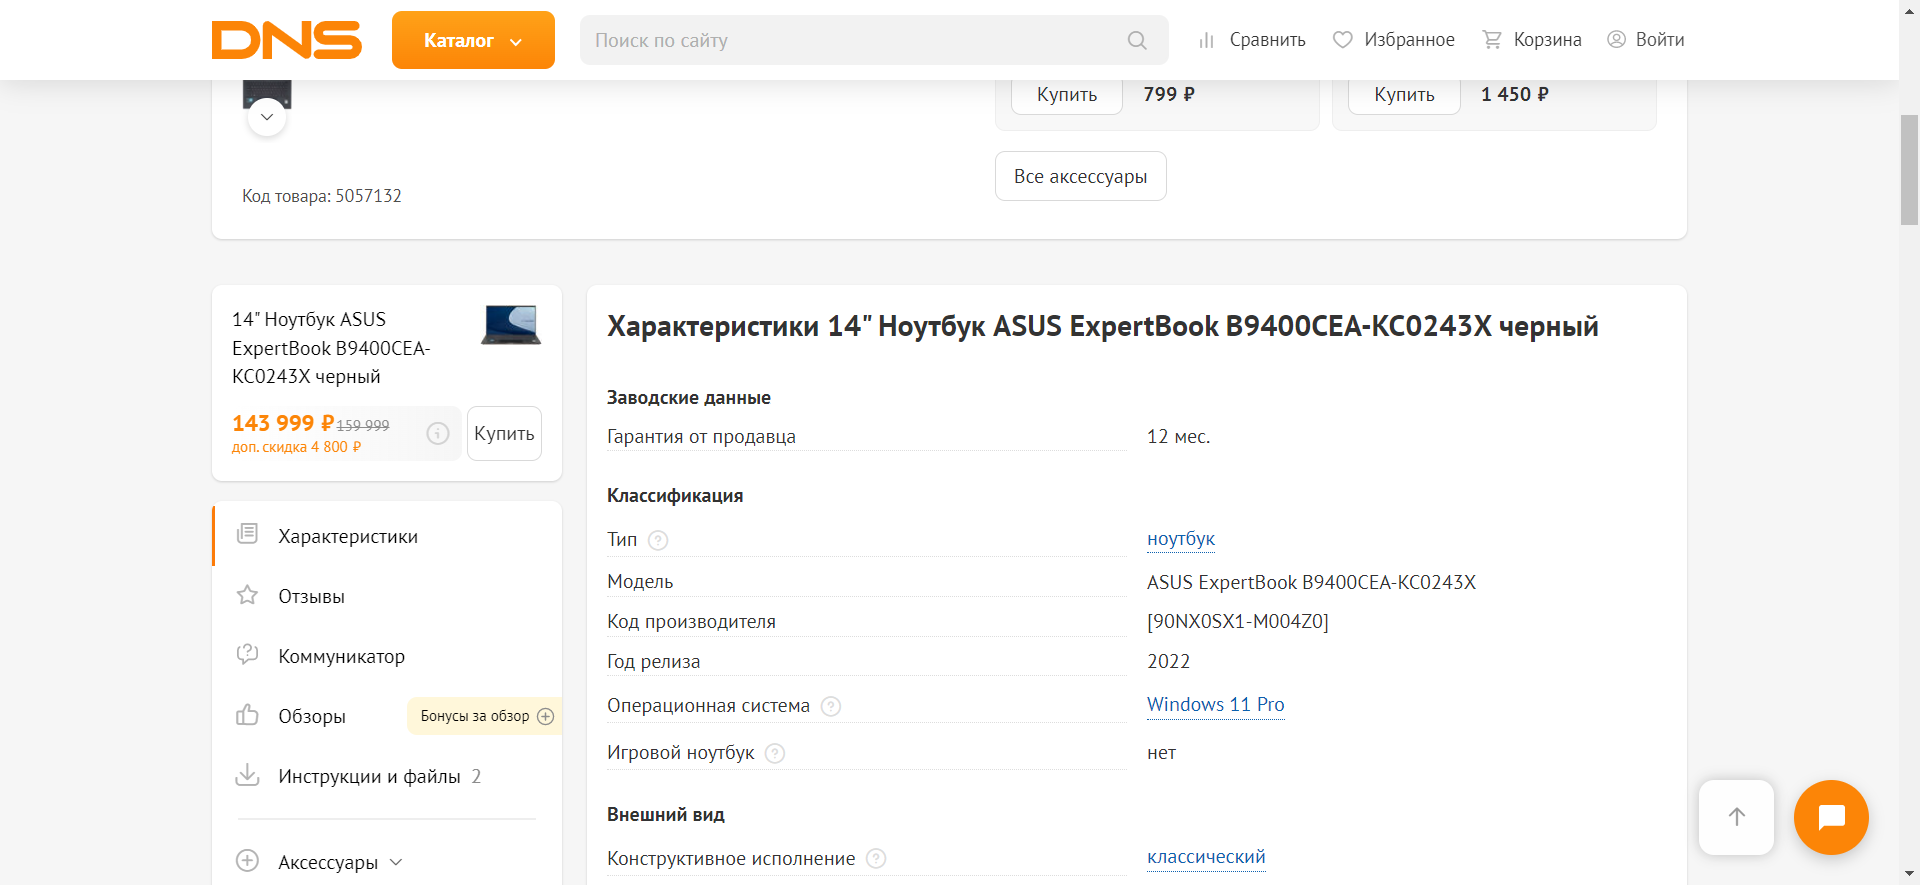 DNS
Каталог
Поиск по сайту
Сравнить
Избранное
Корзина
Войти
Купить
799 ₽
Купить
1 450 ₽
Все аксессуары
Код товара: 5057132
14" Ноутбук ASUS
ExpertBook B9400CEA-
KC0243X черный
143 999 ₽ 159 999
доп. скидка 4 800 ₽
Купить
Характеристики
Отзывы
Коммуникатор
Обзоры
Бонусы за обзор
Инструкции и файлы 2
Аксессуары
Характеристики 14" Ноутбук ASUS ExpertBook B9400CEA-KC0243X черный
Заводские данные
Гарантия от продавца 12 мес.
Классификация
Тип ? ноутбук
Модель ASUS ExpertBook B9400CEA-KC0243X
Код производителя [90NX0SX1-M004Z0]
Год релиза 2022
Операционная система ? Windows 11 Pro
Игровой ноутбук ? нет
Внешний вид
Конструктивное исполнение ? классический